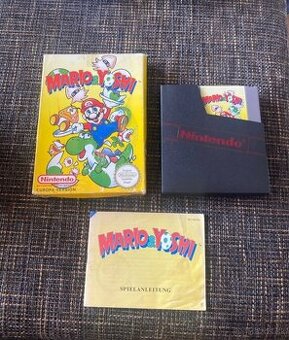 MARIO & YOSHI
Nintendo
EUROPA-VERSION
Nintendo
MARIO & YOSHI
SPIELANLEITUNG